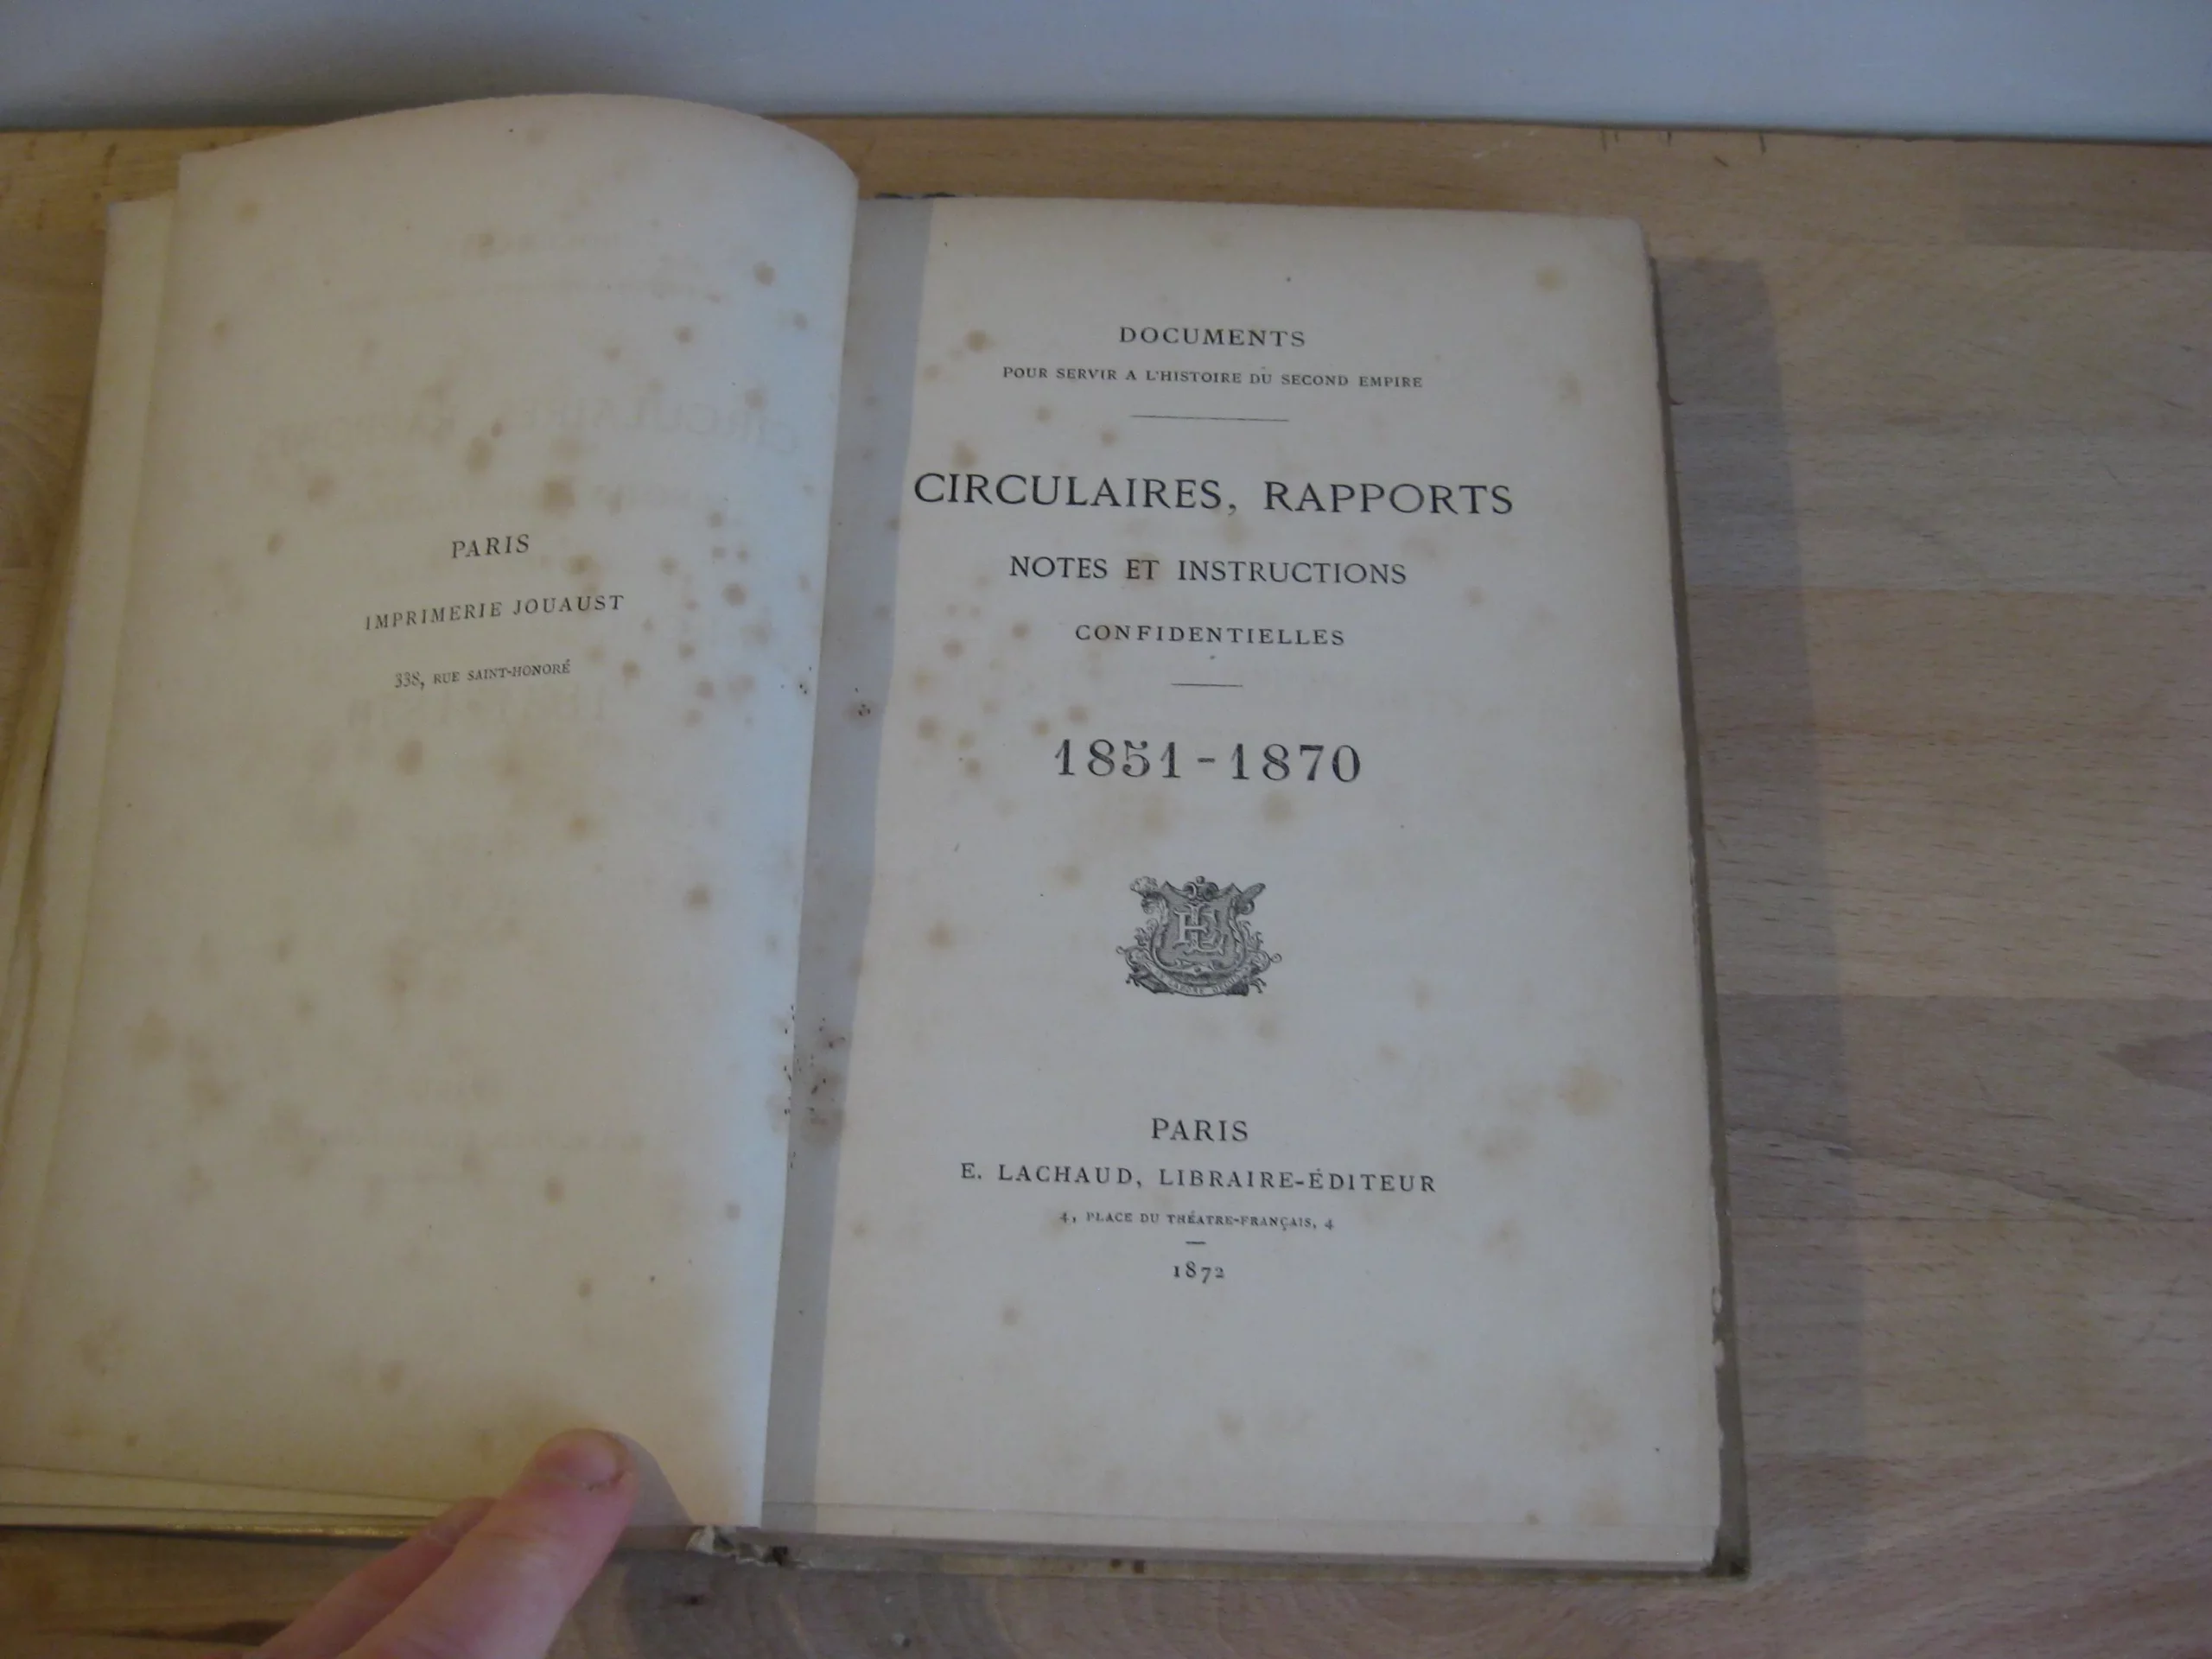 PARIS
IMPRIMERIE JOUAUST
338, RUE SAINT-HONORÉ
DOCUMENTS
POUR SERVIR A L'HISTOIRE DU SECOND EMPIRE
CIRCULAIRES, RAPPORTS
NOTES ET INSTRUCTIONS
CONFIDENTIELLES
1851-1870
EL
PARIS
E. LACHAUD, LIBRAIRE-ÉDITEUR
4, PLACE DU THÉATRE-FRANÇAIS, 4
1872